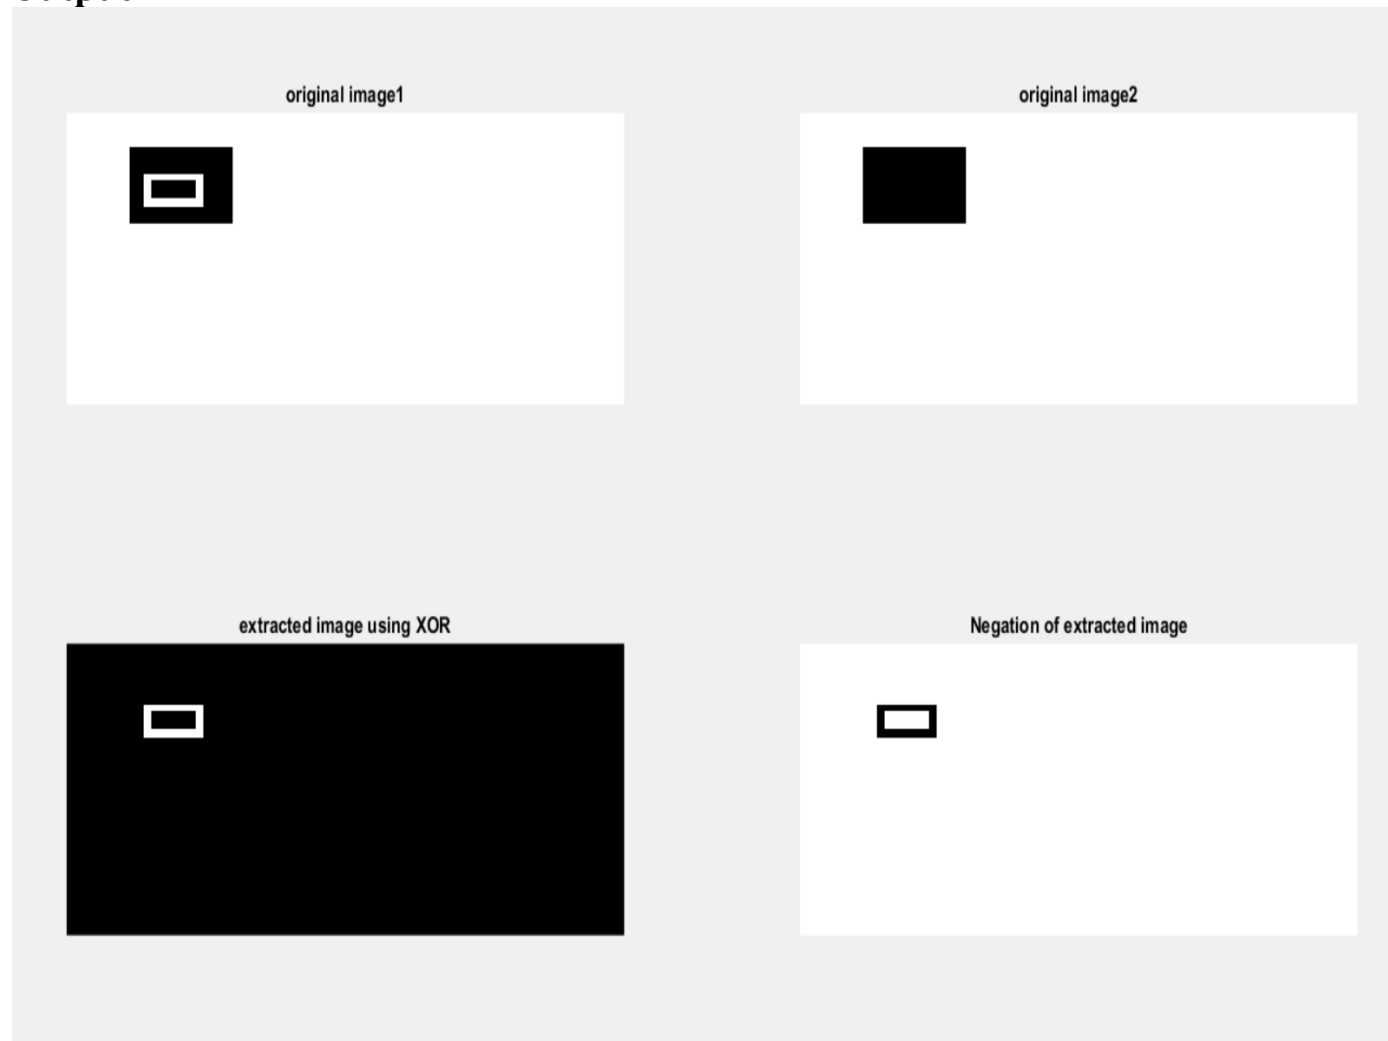 original image1
original image2
extracted image using XOR
Negation of extracted image